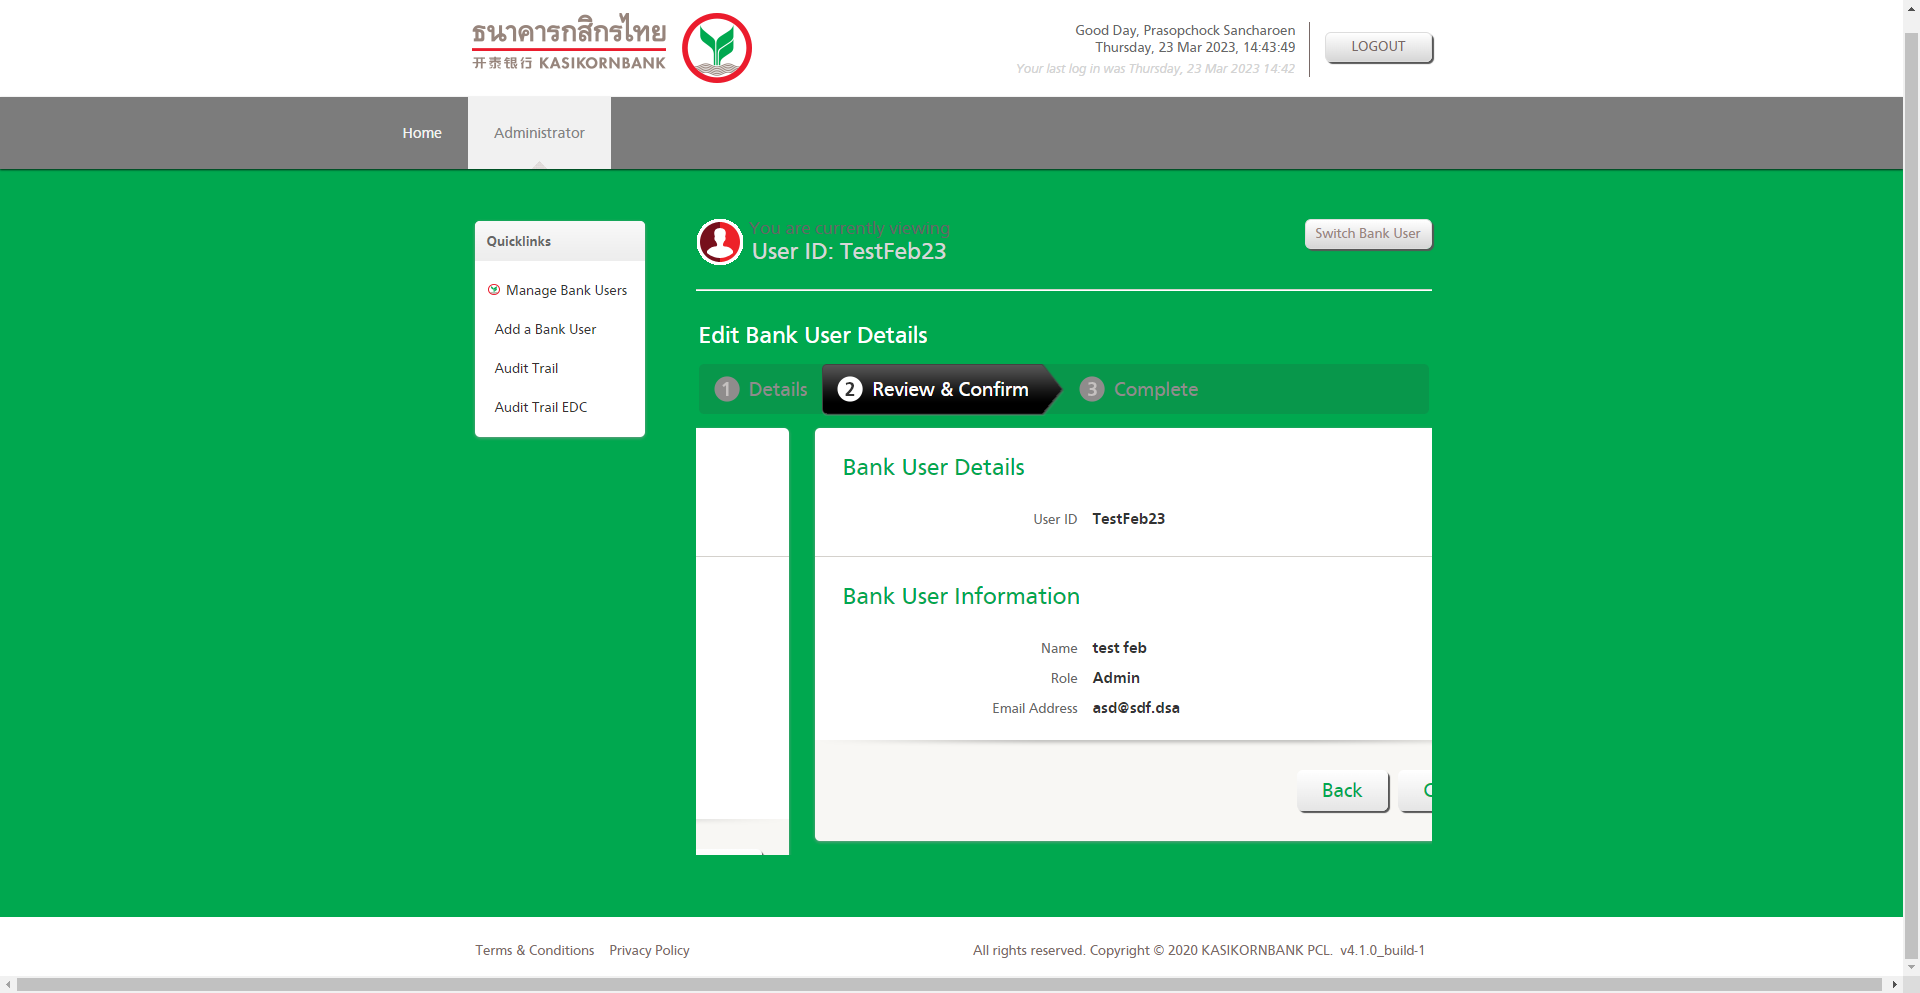 ธนาคารกสิกรไทย
开泰银行 KASIKORNBANK
Good Day, Prasopchock Sancharoen
Thursday, 23 Mar 2023, 14:43:49
Your last log in was Thursday, 23 Mar 2023 14:42
LOGOUT
Home
Administrator
Quicklinks
Manage Bank Users
Add a Bank User
Audit Trail
Audit Trail EDC
You are currently viewing
User ID: TestFeb23
Switch Bank User
Edit Bank User Details
1 Details
2 Review & Confirm
3 Complete
Bank User Details
User ID TestFeb23
Bank User Information
Name test feb
Role Admin
Email Address asd@sdf.dsa
Back
Terms & Conditions Privacy Policy
All rights reserved. Copyright © 2020 KASIKORNBANK PCL. v4.1.0_build-1